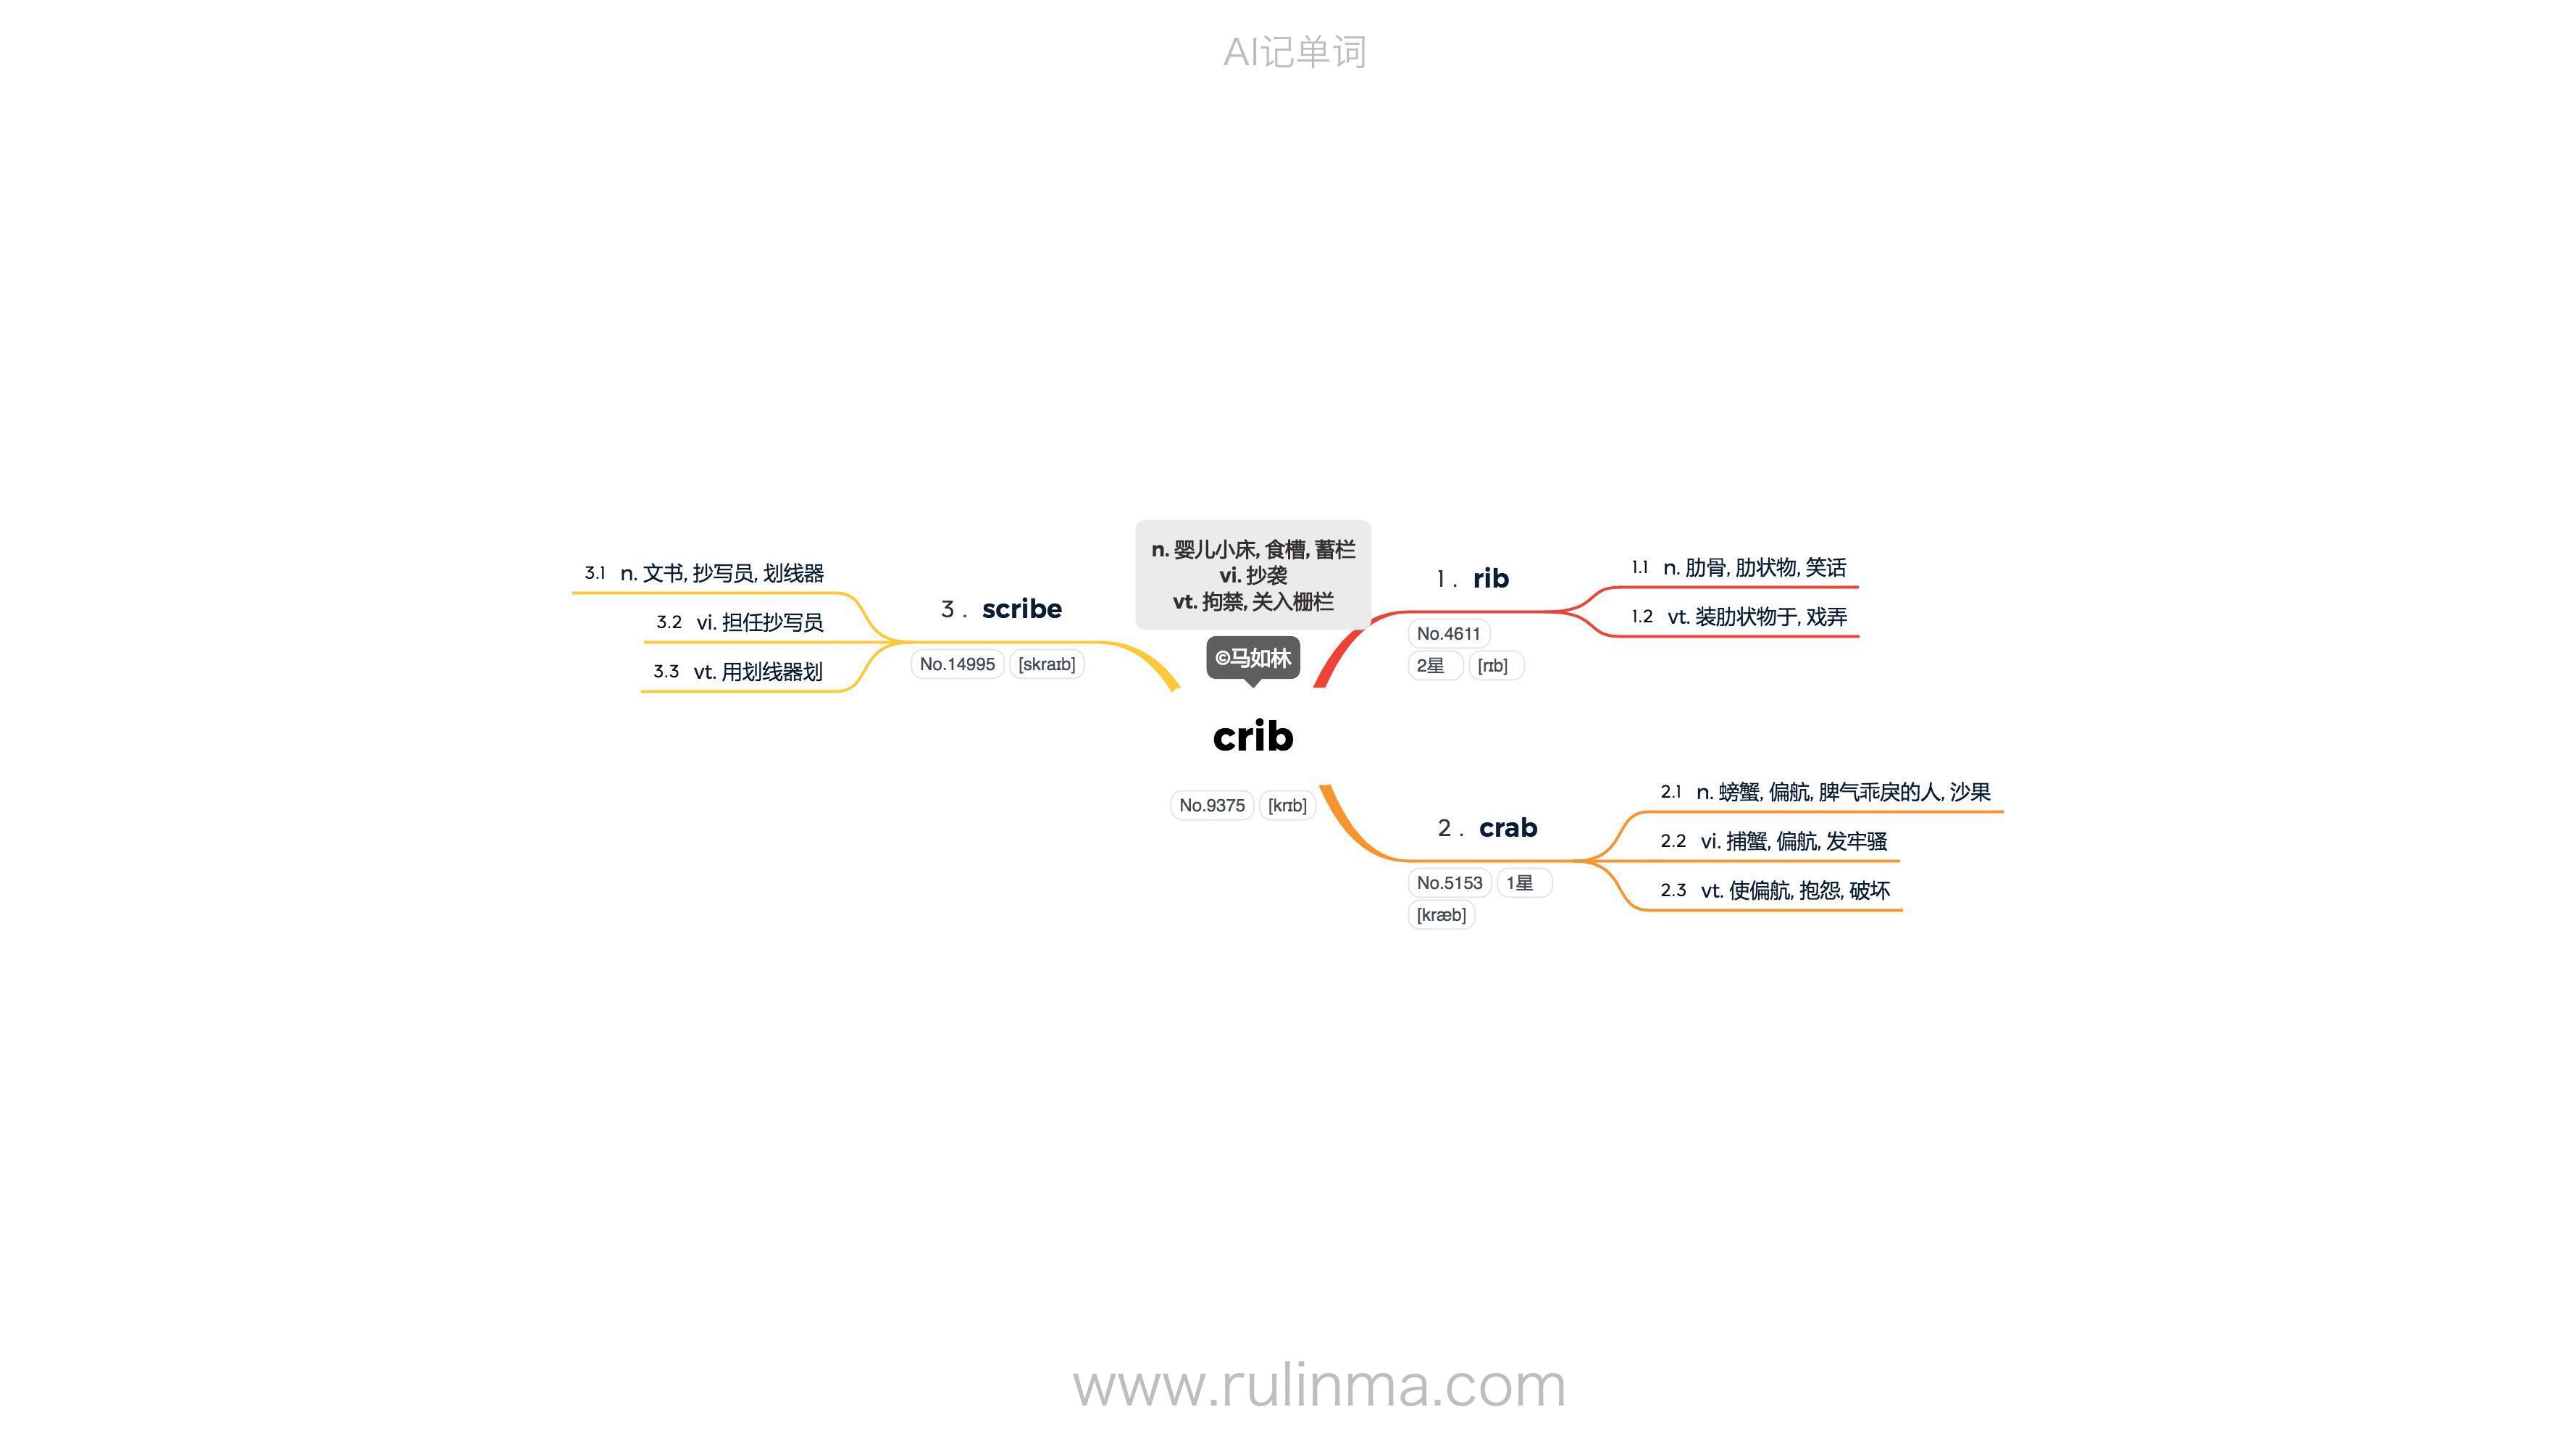 AI记单词
n. 婴儿小床, 食槽, 蓄栏
vi. 抄袭
vt. 拘禁, 关入栅栏
©马如林
crib
No.9375 [krɪb]
1. rib
No.4611
2星 [rɪb]
1.1 n. 肋骨, 肋状物, 笑话
1.2 vt. 装肋状物于, 戏弄
2. crab
No.5153 1星
[kræb]
2.1 n. 螃蟹, 偏航, 脾气乖戾的人, 沙果
2.2 vi. 捕蟹, 偏航, 发牢骚
2.3 vt. 使偏航, 抱怨, 破坏
3. scribe
No.14995 [skraɪb]
3.1 n. 文书, 抄写员, 划线器
3.2 vi. 担任抄写员
3.3 vt. 用划线器划
www.rulinma.com